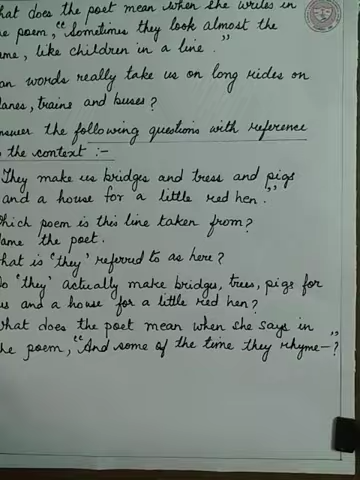 hat does the poet mean when she writes in
he poem, "Sometimes they look almost the
ame, like children in a line."
an words really take us on long rides on
lanes, trains and buses?
nswer the following questions with reference
o the context :-
They make us bridges and tress and pigs
and a house for a little red hen."
hich poem is this line taken from?
ame the poet.
hat is 'they' referred to as here?
o 'they' actually make bridges, trees, pigs for
us and a house for a little red hen?
hat does the poet mean when she says in
he poem, "And some of the time they rhyme—"?